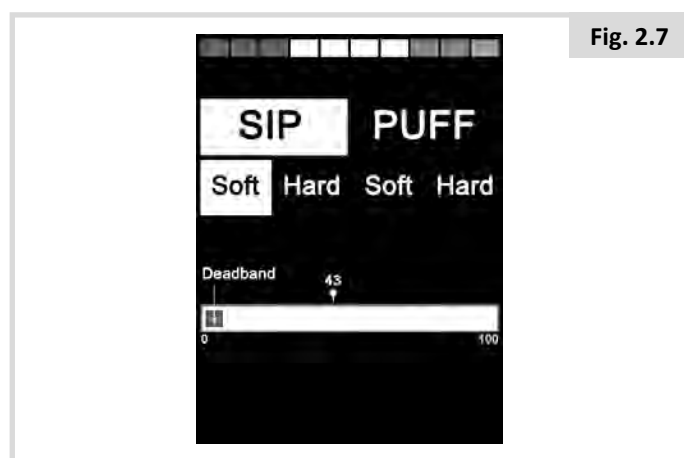 Fig. 2.7
SIP PUFF
Soft Hard Soft Hard
Deadband 43
0 100